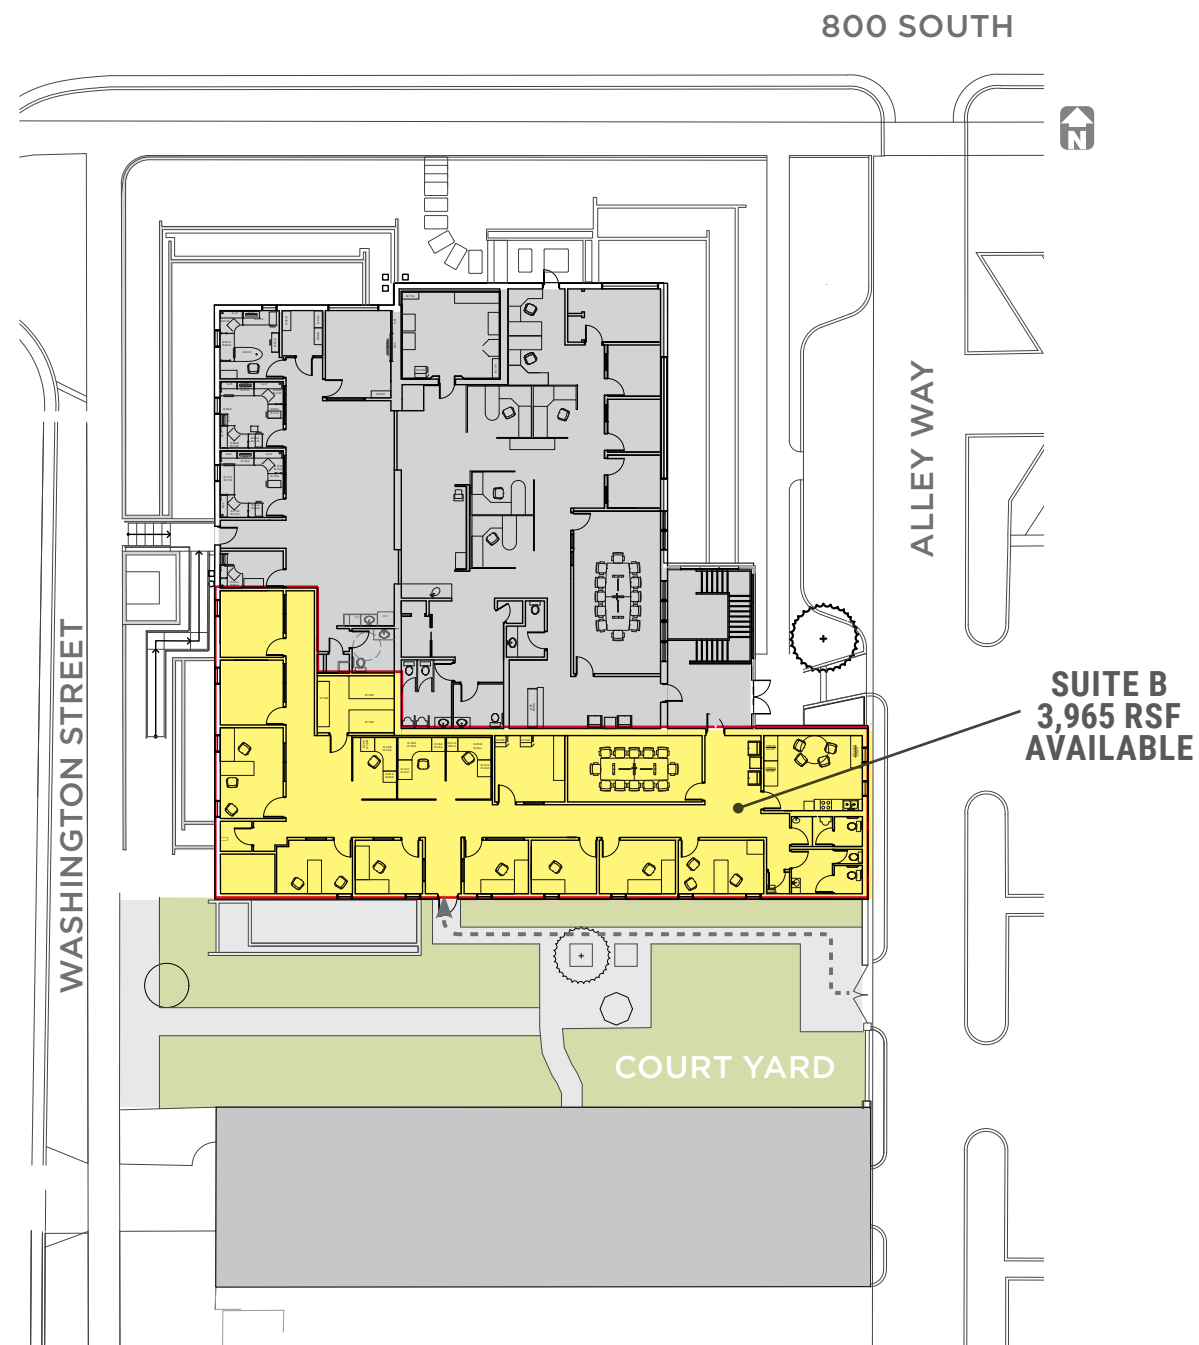 800 SOUTH
N
ALLEY WAY
WASHINGTON STREET
SUITE B
3,965 RSF
AVAILABLE
COURT YARD